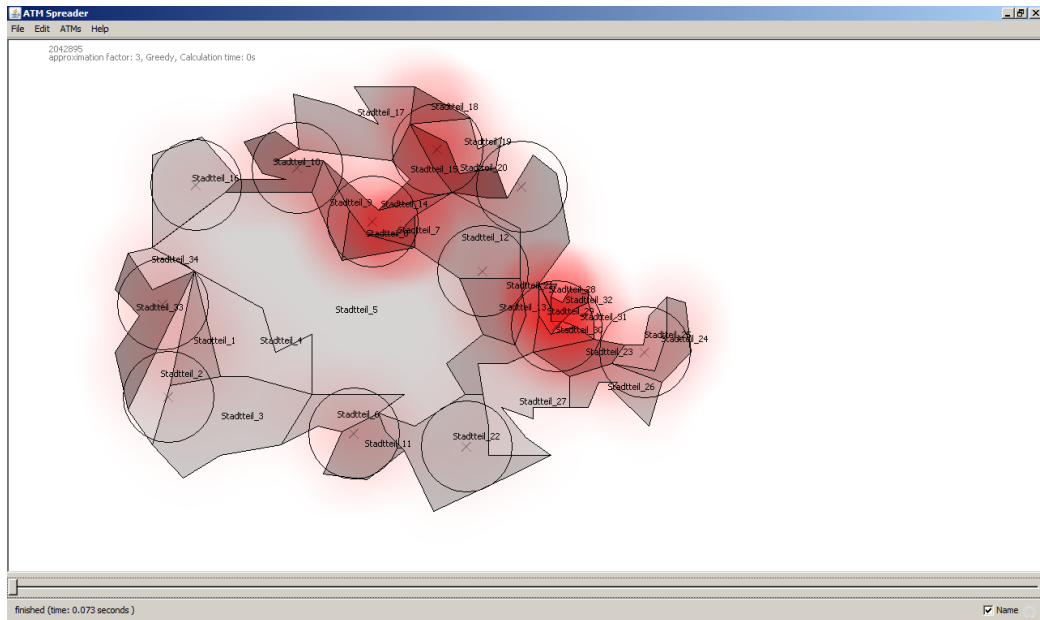 ATM Spreader
File Edit ATMs Help
2042895
approximation factor: 3, Greedy, Calculation time: 0s
Stadtteil_18
Stadtteil_17
Stadtteil_19
Stadtteil_10
Stadtteil_15
Stadtteil_20
Stadtteil_16
Stadtteil_9
Stadtteil_14
Stadtteil_7
Stadtteil_12
Stadtteil_34
Stadtteil_28
Stadtteil_32
Stadtteil_33
Stadtteil_13
Stadtteil_5
Stadtteil_29
Stadtteil_31
Stadtteil_30
Stadtteil_25
Stadtteil_24
Stadtteil_1
Stadtteil_4
Stadtteil_23
Stadtteil_2
Stadtteil_26
Stadtteil_27
Stadtteil_3
Stadtteil_6
Stadtteil_11
Stadtteil_22
finished (time: 0.073 seconds )
Name